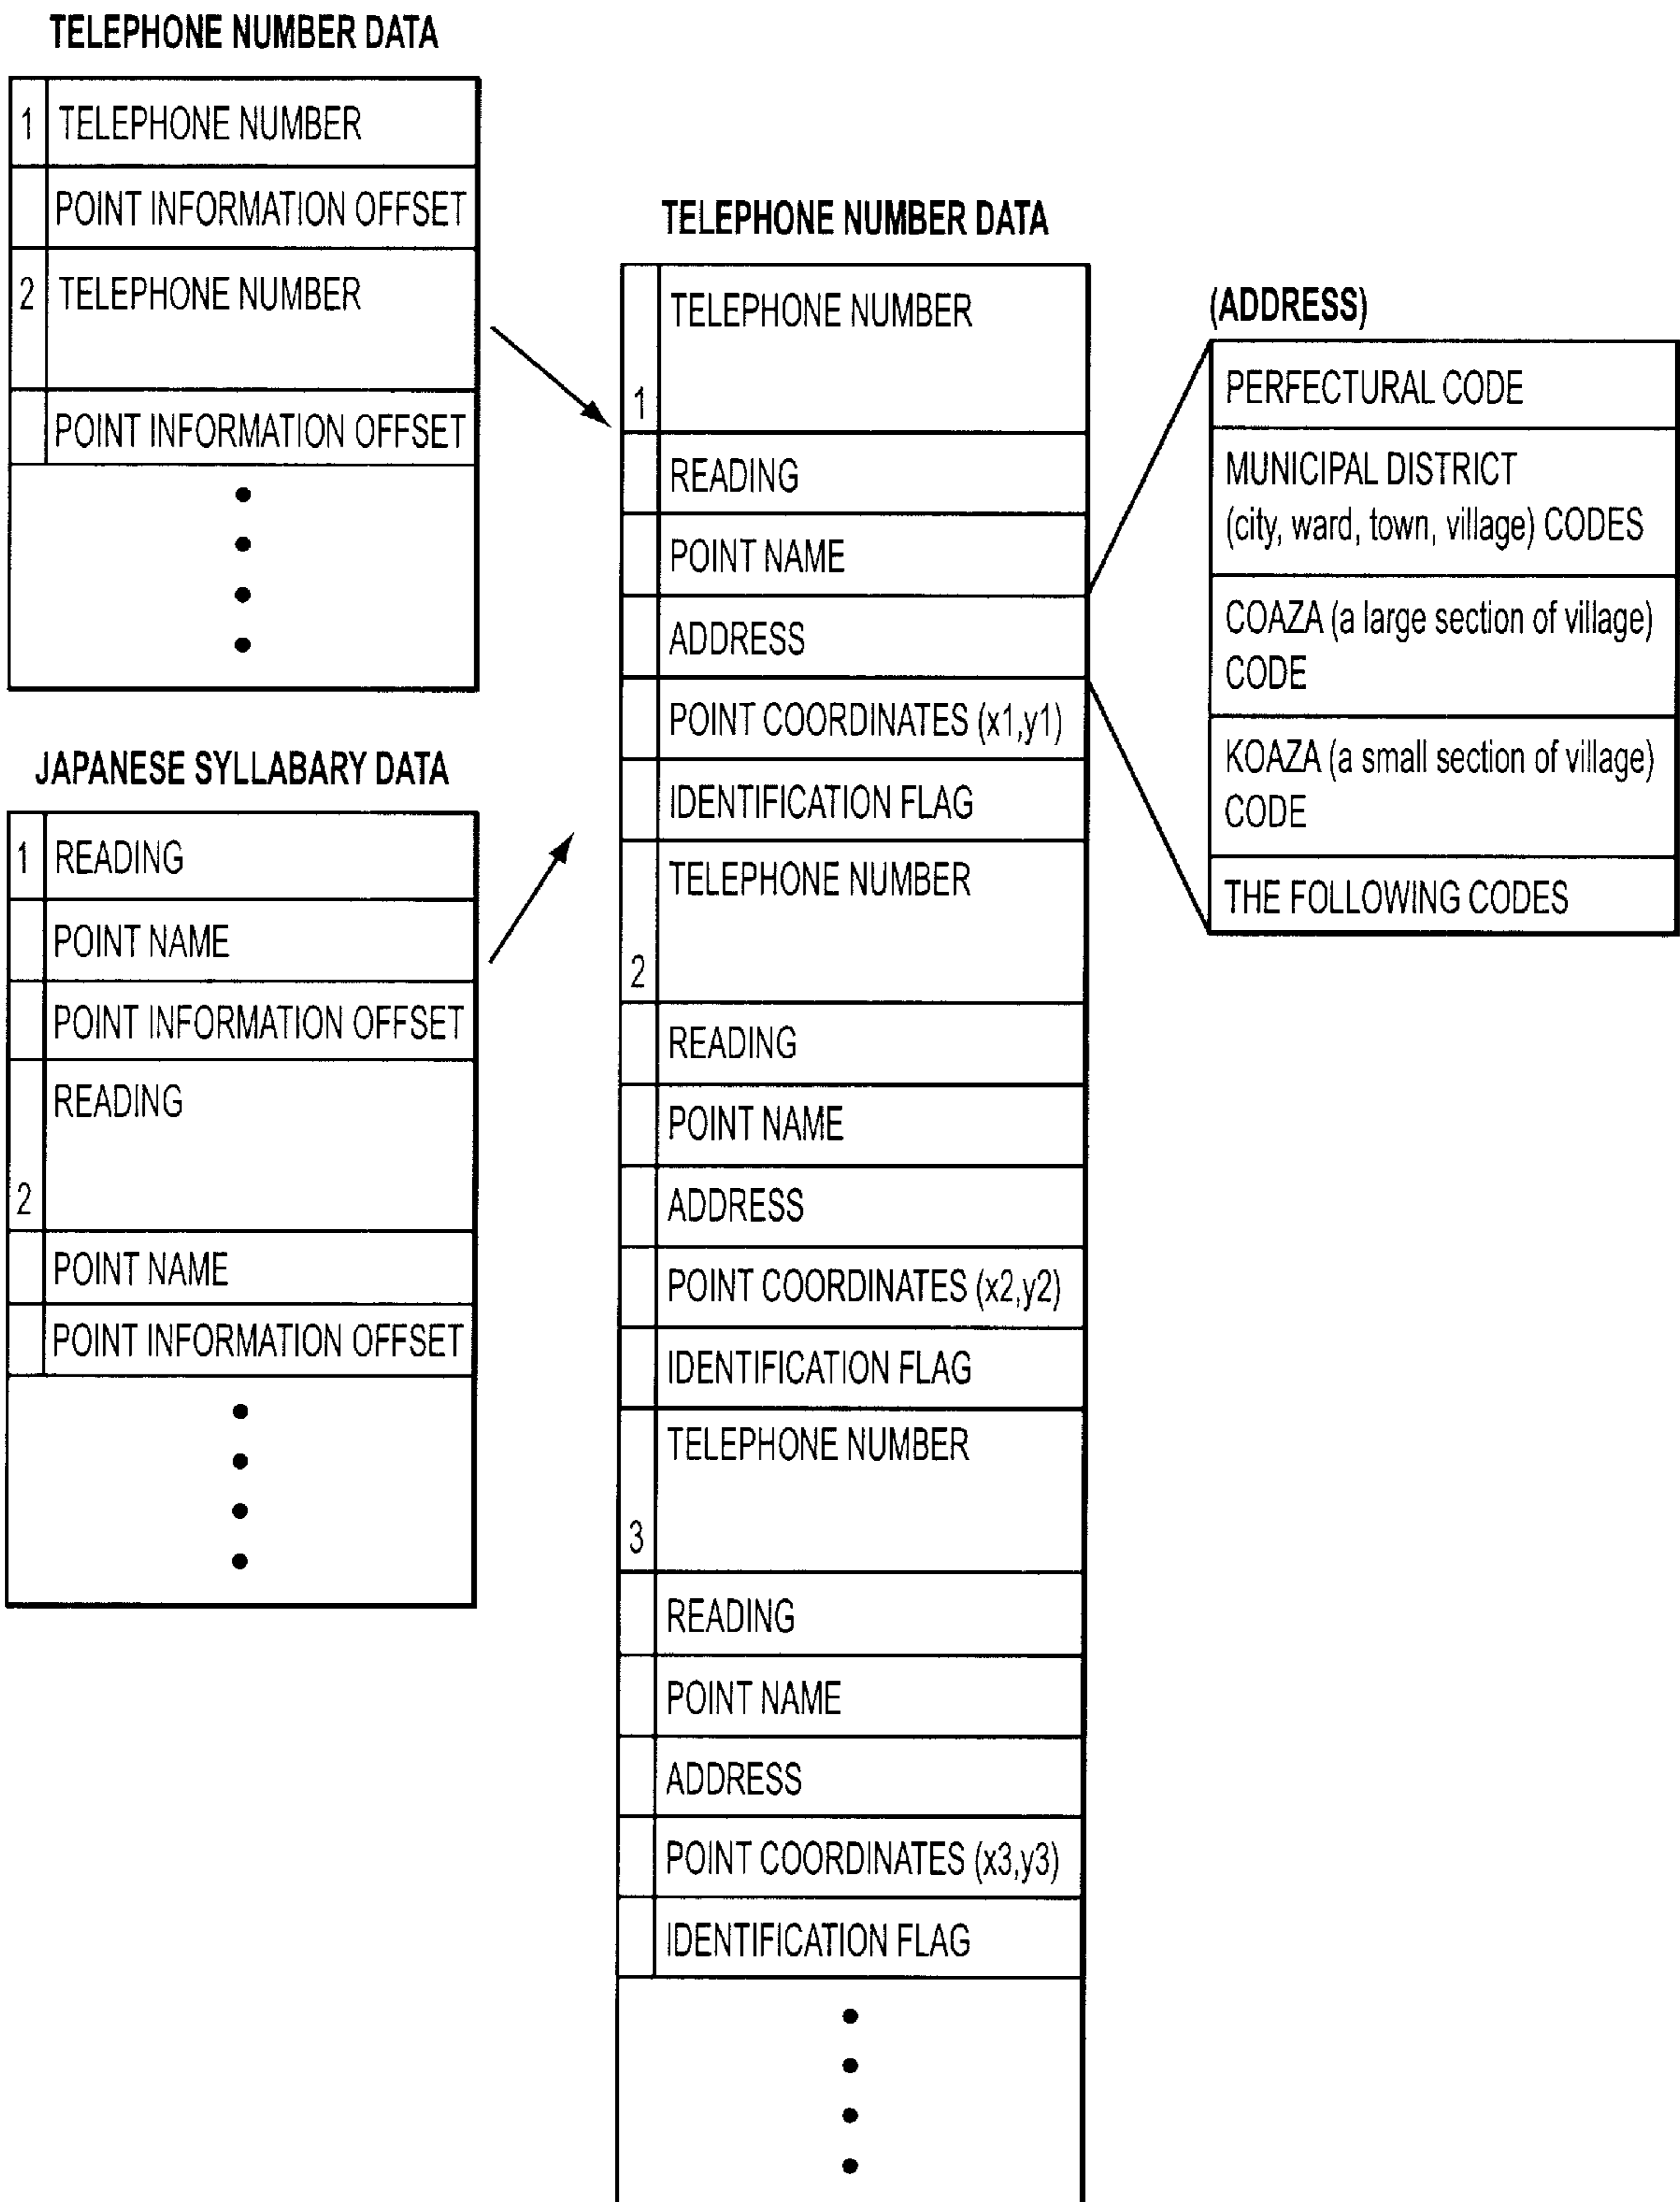 TELEPHONE NUMBER DATA
1 TELEPHONE NUMBER
POINT INFORMATION OFFSET
2 TELEPHONE NUMBER
POINT INFORMATION OFFSET
JAPANESE SYLLABARY DATA
1 READING
POINT NAME
POINT INFORMATION OFFSET
READING
2
POINT NAME
POINT INFORMATION OFFSET
TELEPHONE NUMBER DATA
TELEPHONE NUMBER
1
READING
POINT NAME
ADDRESS
POINT COORDINATES (x1,y1)
IDENTIFICATION FLAG
TELEPHONE NUMBER
2
READING
POINT NAME
ADDRESS
POINT COORDINATES (x2,y2)
IDENTIFICATION FLAG
TELEPHONE NUMBER
3
READING
POINT NAME
ADDRESS
POINT COORDINATES (x3,y3)
IDENTIFICATION FLAG
(ADDRESS)
PERFECTURAL CODE
MUNICIPAL DISTRICT
(city, ward, town, village) CODES
COAZA (a large section of village)
CODE
KOAZA (a small section of village)
CODE
THE FOLLOWING CODES